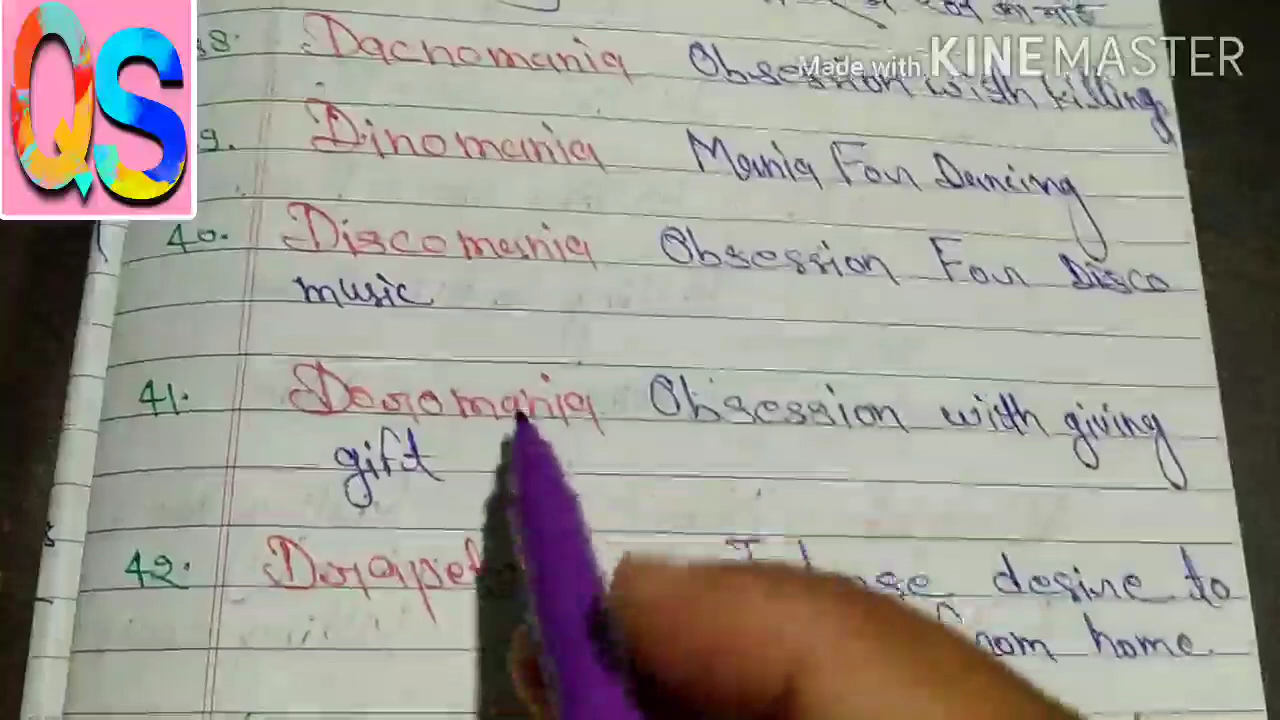 QS
Made with KINEMASTER
38. Dacnomania Obsession with killing
39. Dinomania Mania For Dancing
40. Discomania Obsession For Disco
music
41. Doromania Obsession with giving
gift
42. desire to
from home.